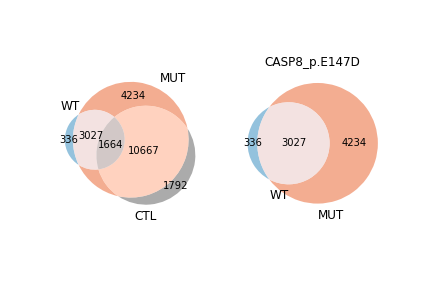 MUT
4234
WT
336
3027
1664
10667
1792
CTL
CASP8_p.E147D
336
3027
4234
WT
MUT